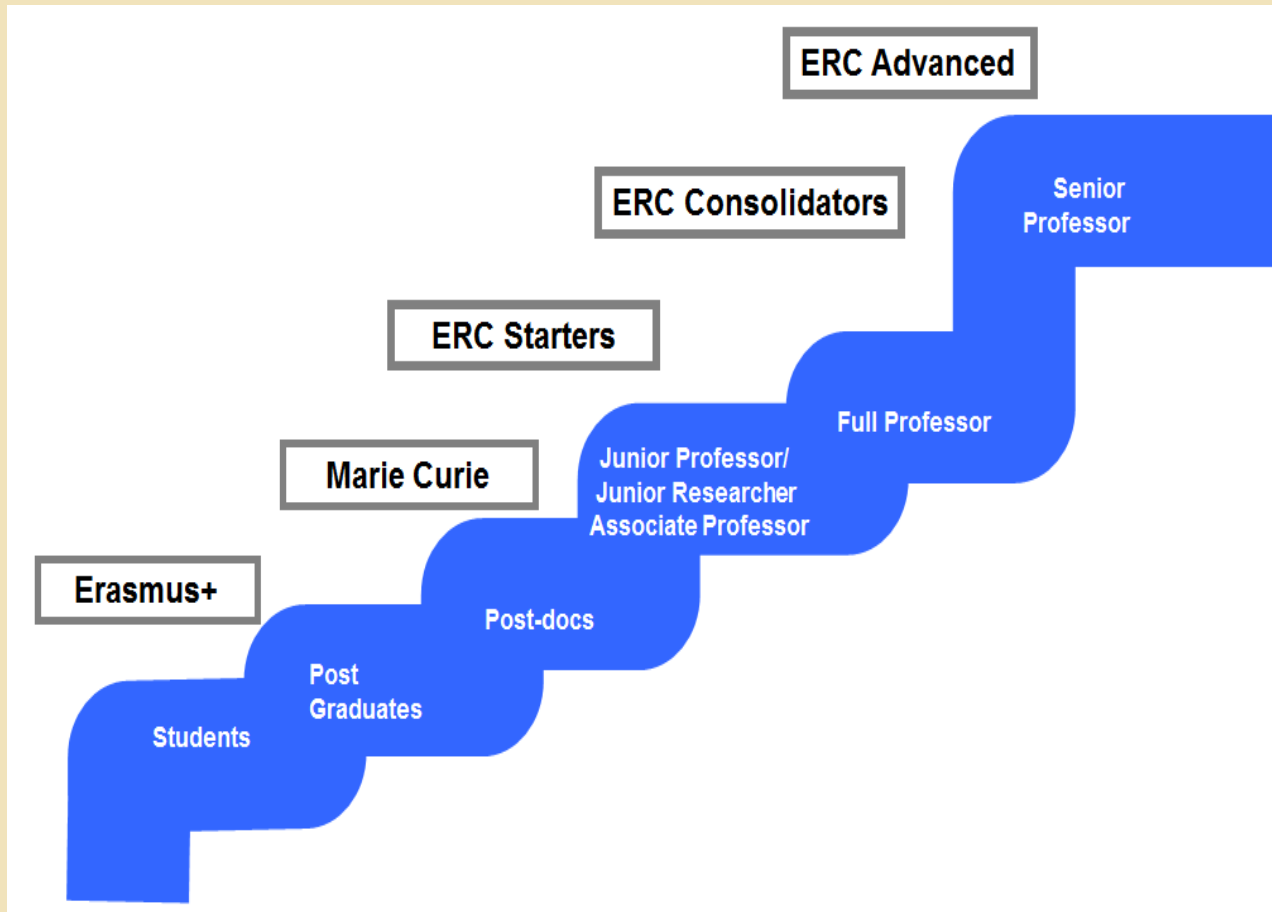 ERC Advanced
Senior
Professor
ERC Consolidators
ERC Starters
Full Professor
Junior Professor/
Junior Researcher
Associate Professor
Marie Curie
Post-docs
Erasmus+
Post
Graduates
Students